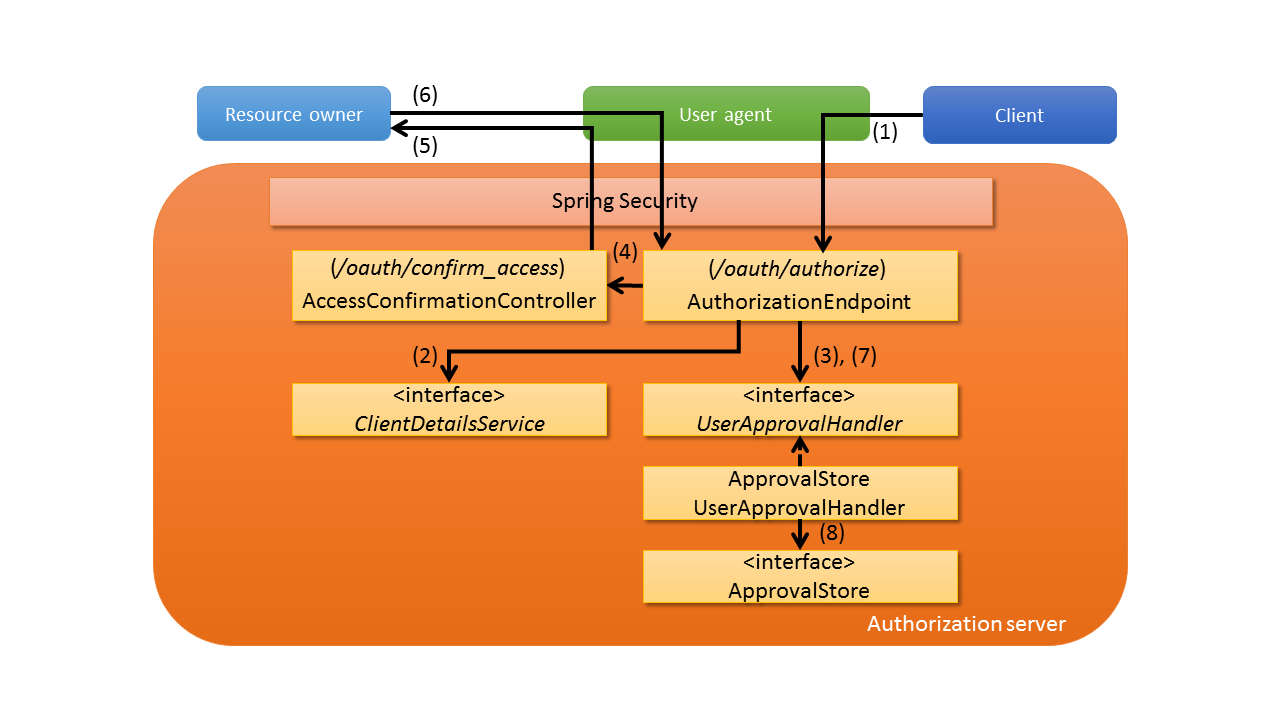 (6)
Resource owner
User agent
Client
(1)
(5)
Spring Security
(4)
(/oauth/confirm_access)
AccessConfirmationController
(/oauth/authorize)
AuthorizationEndpoint
(2)
(3), (7)
<interface>
ClientDetailsService
<interface>
UserApprovalHandler
ApprovalStore
UserApprovalHandler
(8)
<interface>
ApprovalStore
Authorization server